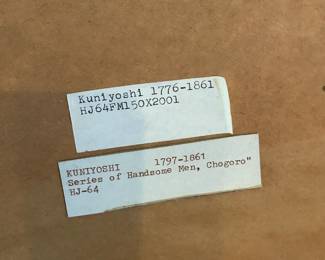 Kuniyoshi 1776-1861
HJ64FM150X2001
KUNIYOSHI 1797-1861
Series of Handsome Men, Chogoro"
HJ-64